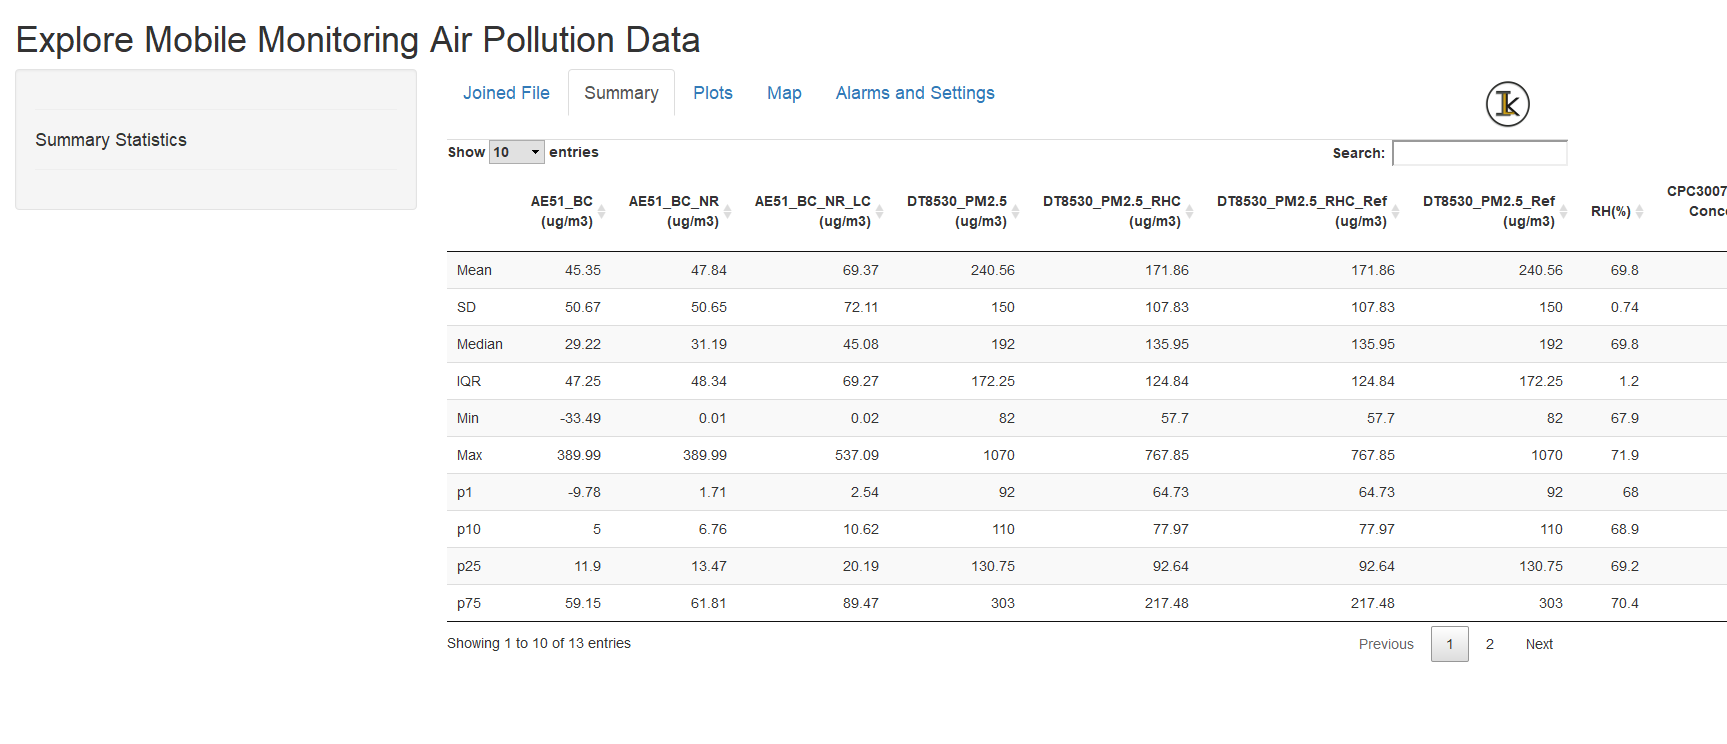 Explore Mobile Monitoring Air Pollution Data
Joined File Summary Plots Map Alarms and Settings
Summary Statistics
Show 10 entries Search:
AE51_BC (ug/m3) AE51_BC_NR (ug/m3) AE51_BC_NR_LC (ug/m3) DT8530_PM2.5 (ug/m3) DT8530_PM2.5_RHC (ug/m3) DT8530_PM2.5_RHC_Ref (ug/m3) DT8530_PM2.5_Ref (ug/m3) RH(%) CPC3007
Mean 45.35 47.84 69.37 240.56 171.86 171.86 240.56 69.8
SD 50.67 50.65 72.11 150 107.83 107.83 150 0.74
Median 29.22 31.19 45.08 192 135.95 135.95 192 69.8
IQR 47.25 48.34 69.27 172.25 124.84 124.84 172.25 1.2
Min -33.49 0.01 0.02 82 57.7 57.7 82 67.9
Max 389.99 389.99 537.09 1070 767.85 767.85 1070 71.9
p1 -9.78 1.71 2.54 92 64.73 64.73 92 68
p10 5 6.76 10.62 110 77.97 77.97 110 68.9
p25 11.9 13.47 20.19 130.75 92.64 92.64 130.75 69.2
p75 59.15 61.81 89.47 303 217.48 217.48 303 70.4
Showing 1 to 10 of 13 entries Previous 1 2 Next